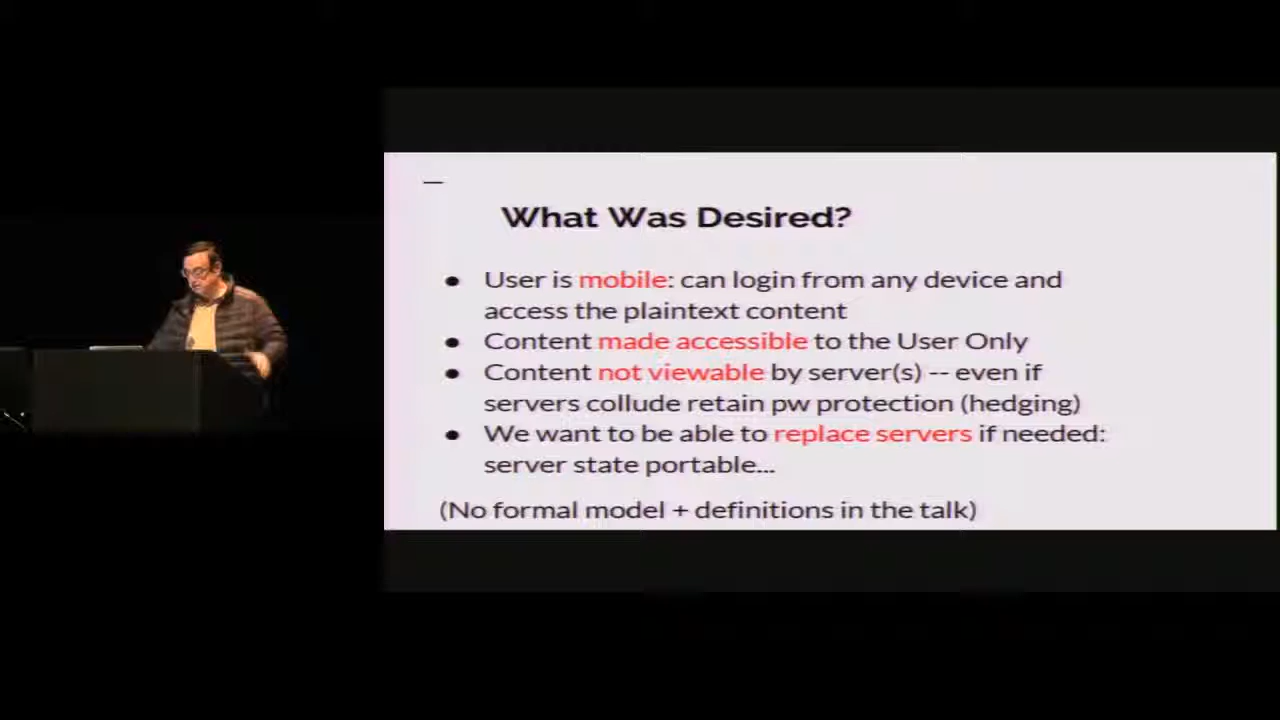 What Was Desired?
● User is mobile: can login from any device and
access the plaintext content
● Content made accessible to the User Only
● Content not viewable by server(s) -- even if
servers collude retain pw protection (hedging)
● We want to be able to replace servers if needed:
server state portable...
(No formal model + definitions in the talk)